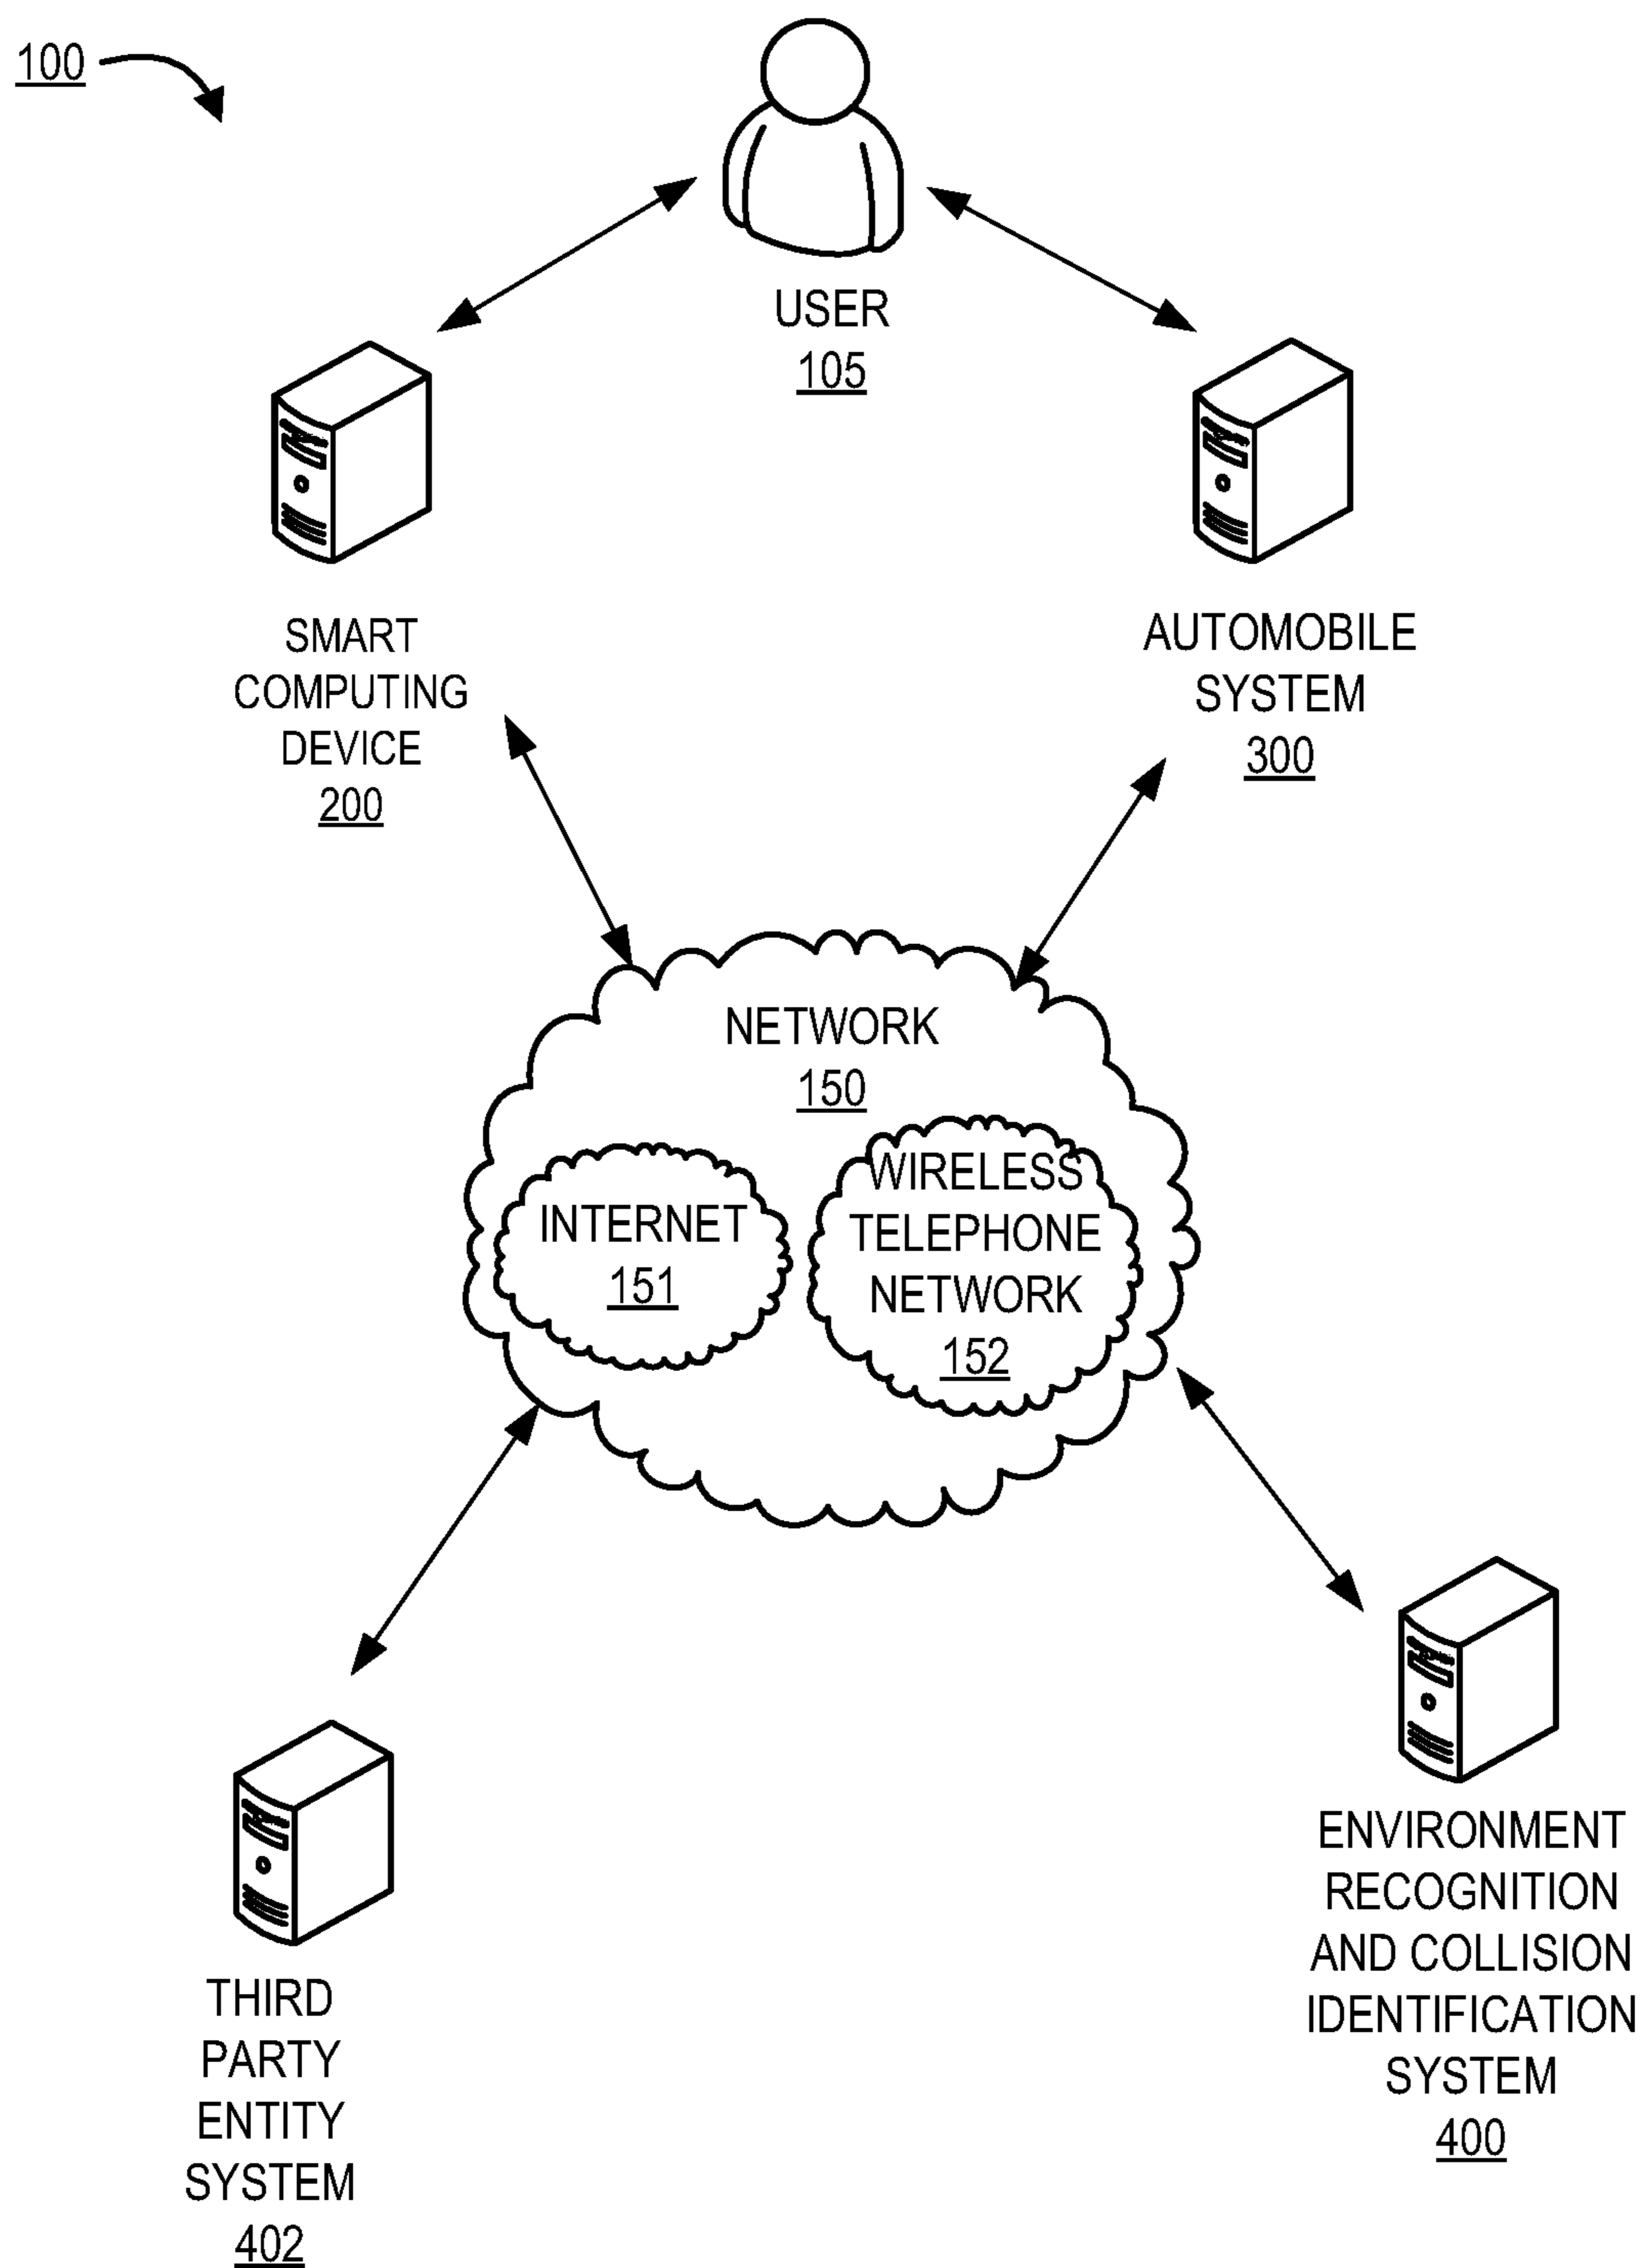 100
USER
105
SMART
COMPUTING
DEVICE
200
AUTOMOBILE
SYSTEM
300
NETWORK
150
INTERNET
151
WIRELESS
TELEPHONE
NETWORK
152
THIRD
PARTY
ENTITY
SYSTEM
402
ENVIRONMENT
RECOGNITION
AND COLLISION
IDENTIFICATION
SYSTEM
400